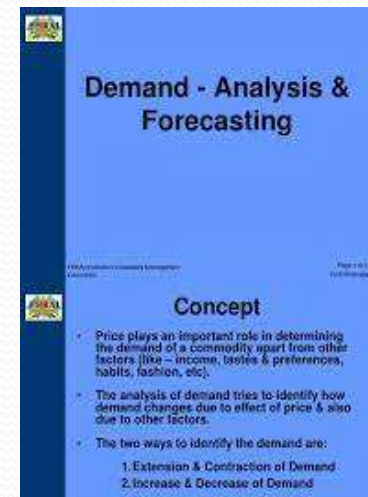 Demand - Analysis &
Forecasting
Concept
Price plays an important role in determining
the demand of a commodity apart from other
factors (like – income, tastes & preferences,
habits, fashion, etc).
The analysis of demand tries to identify how
demand changes due to effect of price & also
due to other factors.
The two ways to identify the demand are:
1. Extension & Contraction of Demand
2. Increase & Decrease of Demand